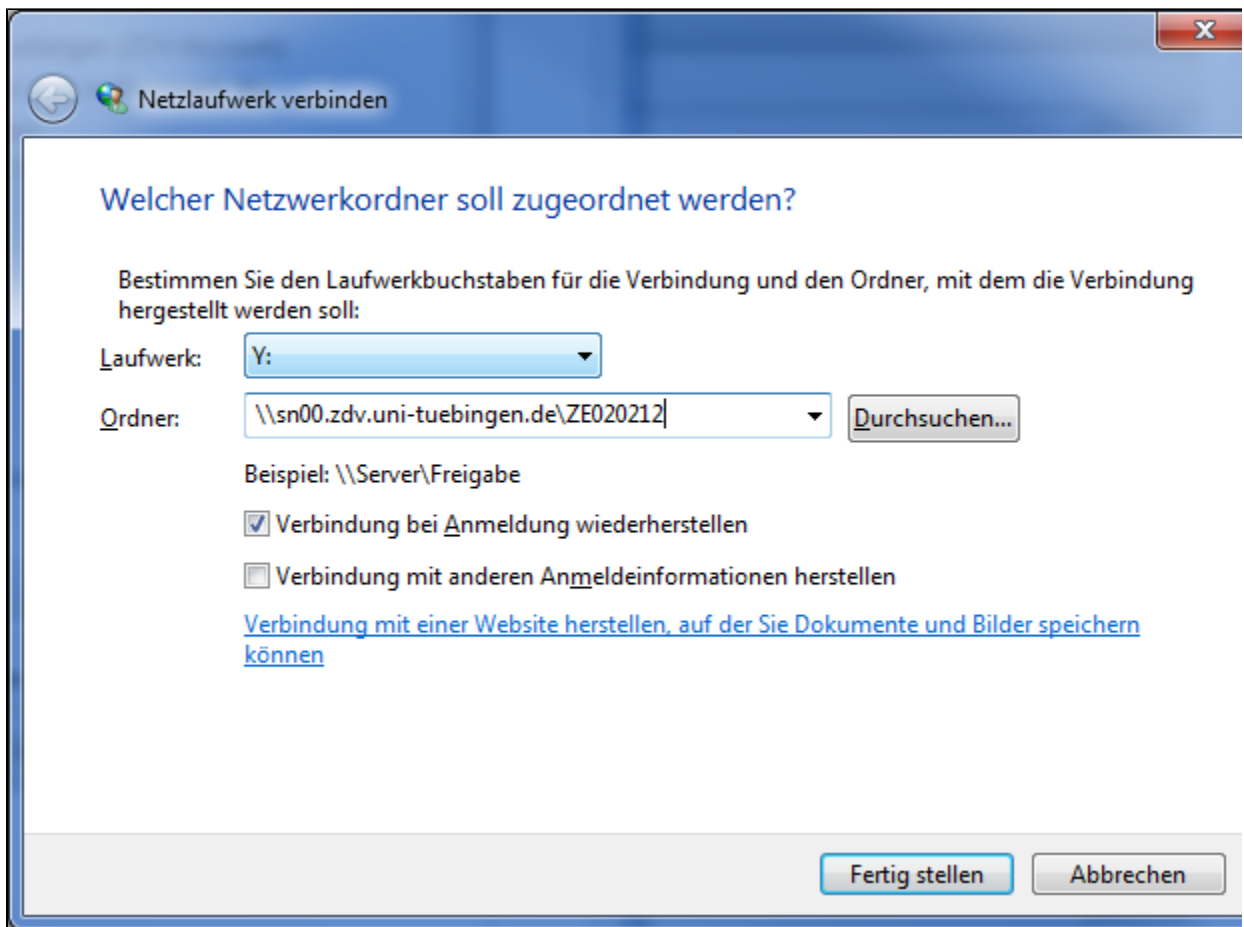 Netzlaufwerk verbinden
Welcher Netzwerkordner soll zugeordnet werden?
Bestimmen Sie den Laufwerkbuchstaben für die Verbindung und den Ordner, mit dem die Verbindung
hergestellt werden soll:
Laufwerk: Y:
Ordner: \\sn00.zdv.uni-tuebingen.de\ZE020212 Durchsuchen...
Beispiel: \\Server\Freigabe
Verbindung bei Anmeldung wiederherstellen
Verbindung mit anderen Anmeldeinformationen herstellen
Verbindung mit einer Website herstellen, auf der Sie Dokumente und Bilder speichern
können
Fertig stellen Abbrechen